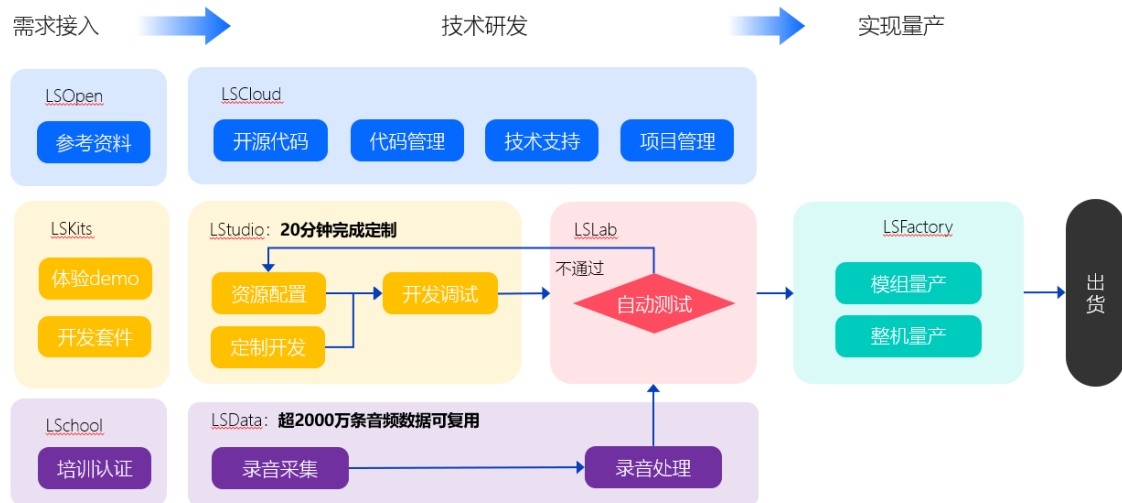 需求接入
技术研发
实现量产
LSOpen
参考资料
LSCloud
开源代码
代码管理
技术支持
项目管理
LSKits
体验demo
开发套件
LStudio：20分钟完成定制
资源配置
定制开发
开发调试
LSLab
不通过
自动测试
LSFactory
模组量产
整机量产
出货
LSchool
培训认证
LSData：超2000万条音频数据可复用
录音采集
录音处理